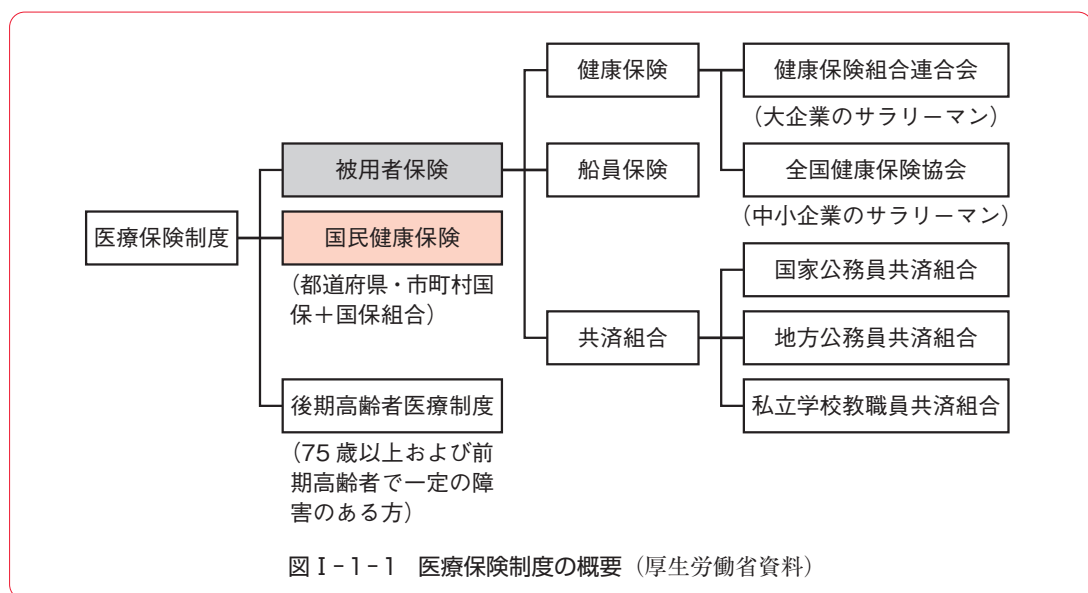 医療保険制度
被用者保険
国民健康保険
(都道府県・市町村国
保+国保組合)
後期高齢者医療制度
(75歳以上および前
期高齢者で一定の障
害のある方)
健康保険
船員保険
共済組合
健康保険組合連合会
(大企業のサラリーマン)
全国健康保険協会
(中小企業のサラリーマン)
国家公務員共済組合
地方公務員共済組合
私立学校教職員共済組合
図Ⅰ-1-1 医療保険制度の概要(厚生労働省資料)